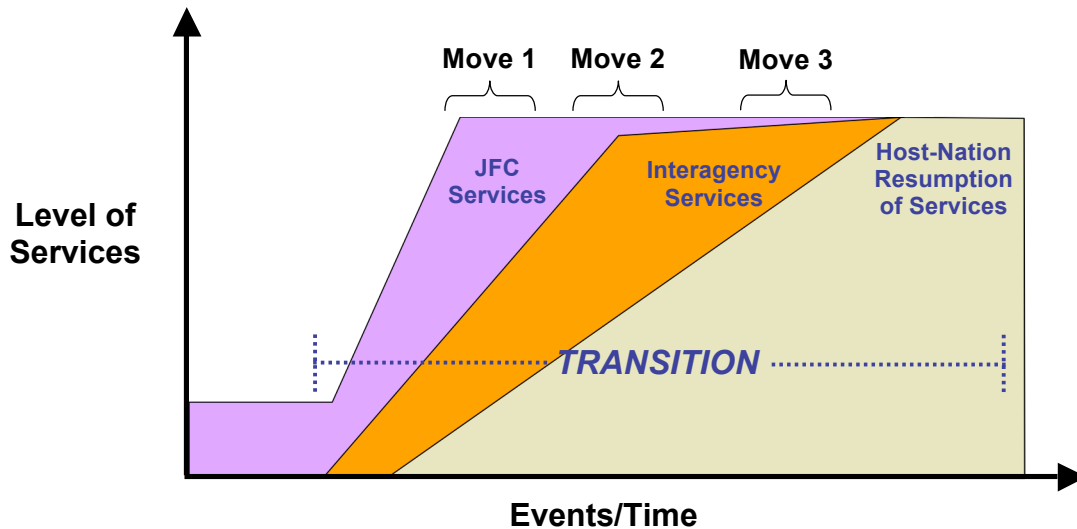 Move 1
Move 2
Move 3
JFC
Services
Interagency
Services
Host-Nation
Resumption
of Services
Level of
Services
TRANSITION
Events/Time